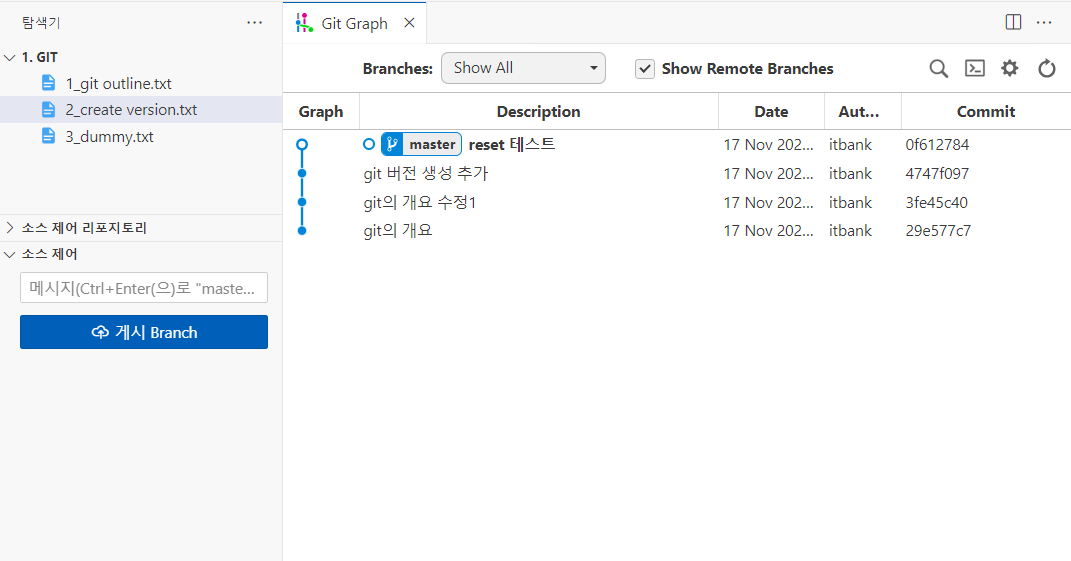 탐색기 ···
1. GIT
1_git outline.txt
2_create version.txt
3_dummy.txt
소스 제어 리포지토리
소스 제어
메시지(Ctrl+Enter(으)로 "maste...
게시 Branch
Git Graph
Branches: Show All Show Remote Branches
Graph Description Date Aut... Commit
master reset 테스트 17 Nov 202... itbank 0f612784
git 버전 생성 추가 17 Nov 202... itbank 4747f097
git의 개요 수정1 17 Nov 202... itbank 3fe45c40
git의 개요 17 Nov 202... itbank 29e577c7